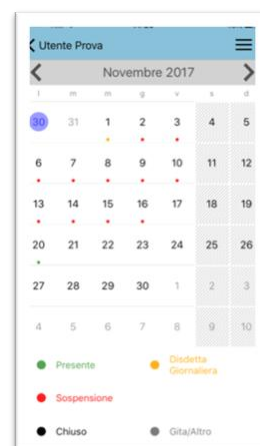 Utente Prova
Novembre 2017
l m m g v s d
30 31 1 2 3 4 5
6 7 8 9 10 11 12
13 14 15 16 17 18 19
20 21 22 23 24 25 26
27 28 29 30 1 2 3
4 5 6 7 8 9 10
Presente
Disdetta
Giornaliera
Sospensione
Chiuso
Gita/Altro